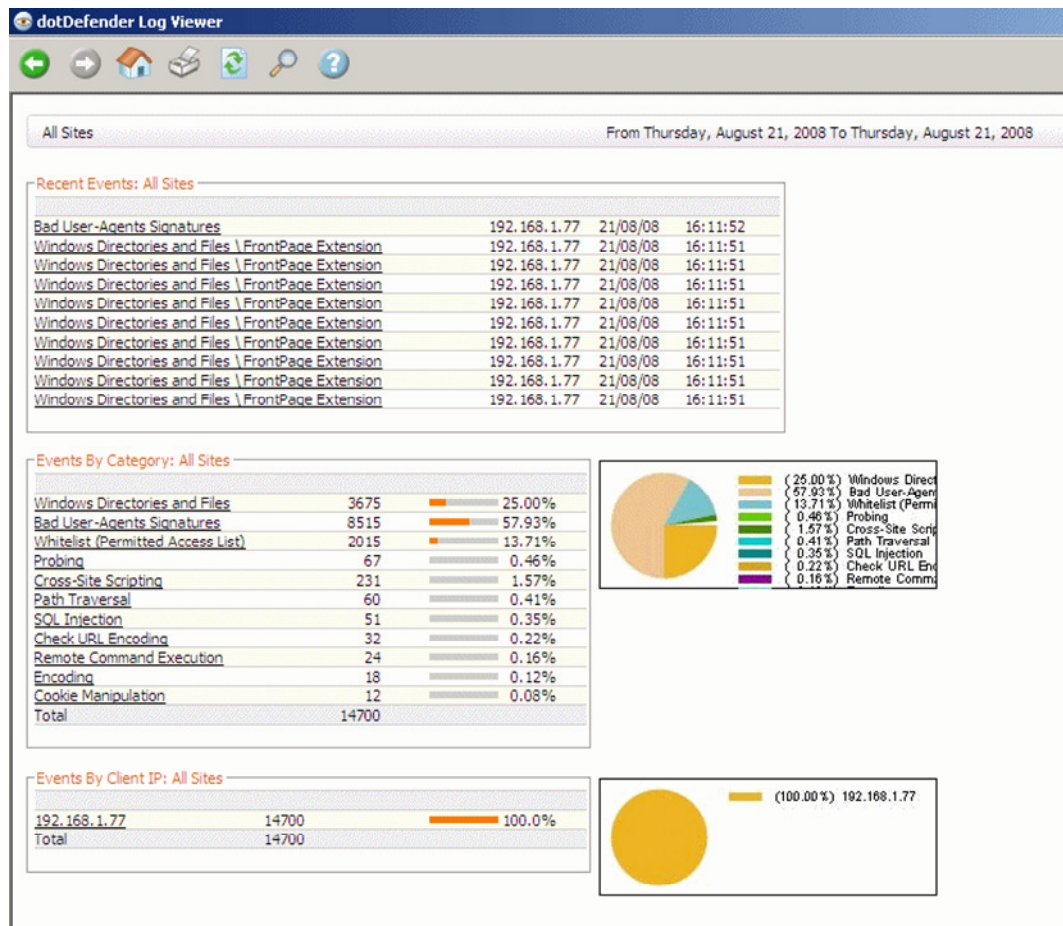 dotDefender Log Viewer
All Sites From Thursday, August 21, 2008 To Thursday, August 21, 2008
Recent Events: All Sites
Bad User-Agents Signatures 192.168.1.77 21/08/08 16:11:52
Windows Directories and Files \ FrontPage Extension 192.168.1.77 21/08/08 16:11:51
Windows Directories and Files \ FrontPage Extension 192.168.1.77 21/08/08 16:11:51
Windows Directories and Files \ FrontPage Extension 192.168.1.77 21/08/08 16:11:51
Windows Directories and Files \ FrontPage Extension 192.168.1.77 21/08/08 16:11:51
Windows Directories and Files \ FrontPage Extension 192.168.1.77 21/08/08 16:11:51
Windows Directories and Files \ FrontPage Extension 192.168.1.77 21/08/08 16:11:51
Windows Directories and Files \ FrontPage Extension 192.168.1.77 21/08/08 16:11:51
Windows Directories and Files \ FrontPage Extension 192.168.1.77 21/08/08 16:11:51
Windows Directories and Files \ FrontPage Extension 192.168.1.77 21/08/08 16:11:51
Events By Category: All Sites
Windows Directories and Files 3675 25.00%
Bad User-Agents Signatures 8515 57.93%
Whitelist (Permitted Access List) 2015 13.71%
Probing 67 0.46%
Cross-Site Scripting 231 1.57%
Path Traversal 60 0.41%
SQL Injection 51 0.35%
Check URL Encoding 32 0.22%
Remote Command Execution 24 0.16%
Encoding 18 0.12%
Cookie Manipulation 12 0.08%
Total 14700
( 25.00%) Windows Direct
( 57.93%) Bad User-Agen
( 13.71%) Whitelist (Permi
( 0.46%) Probing
( 1.57%) Cross-Site Scrip
( 0.41%) Path Traversal
( 0.35%) SQL Injection
( 0.22%) Check URL Enc
( 0.16%) Remote Comma
Events By Client IP: All Sites
192.168.1.77 14700 100.0%
Total 14700
(100.00%) 192.168.1.77